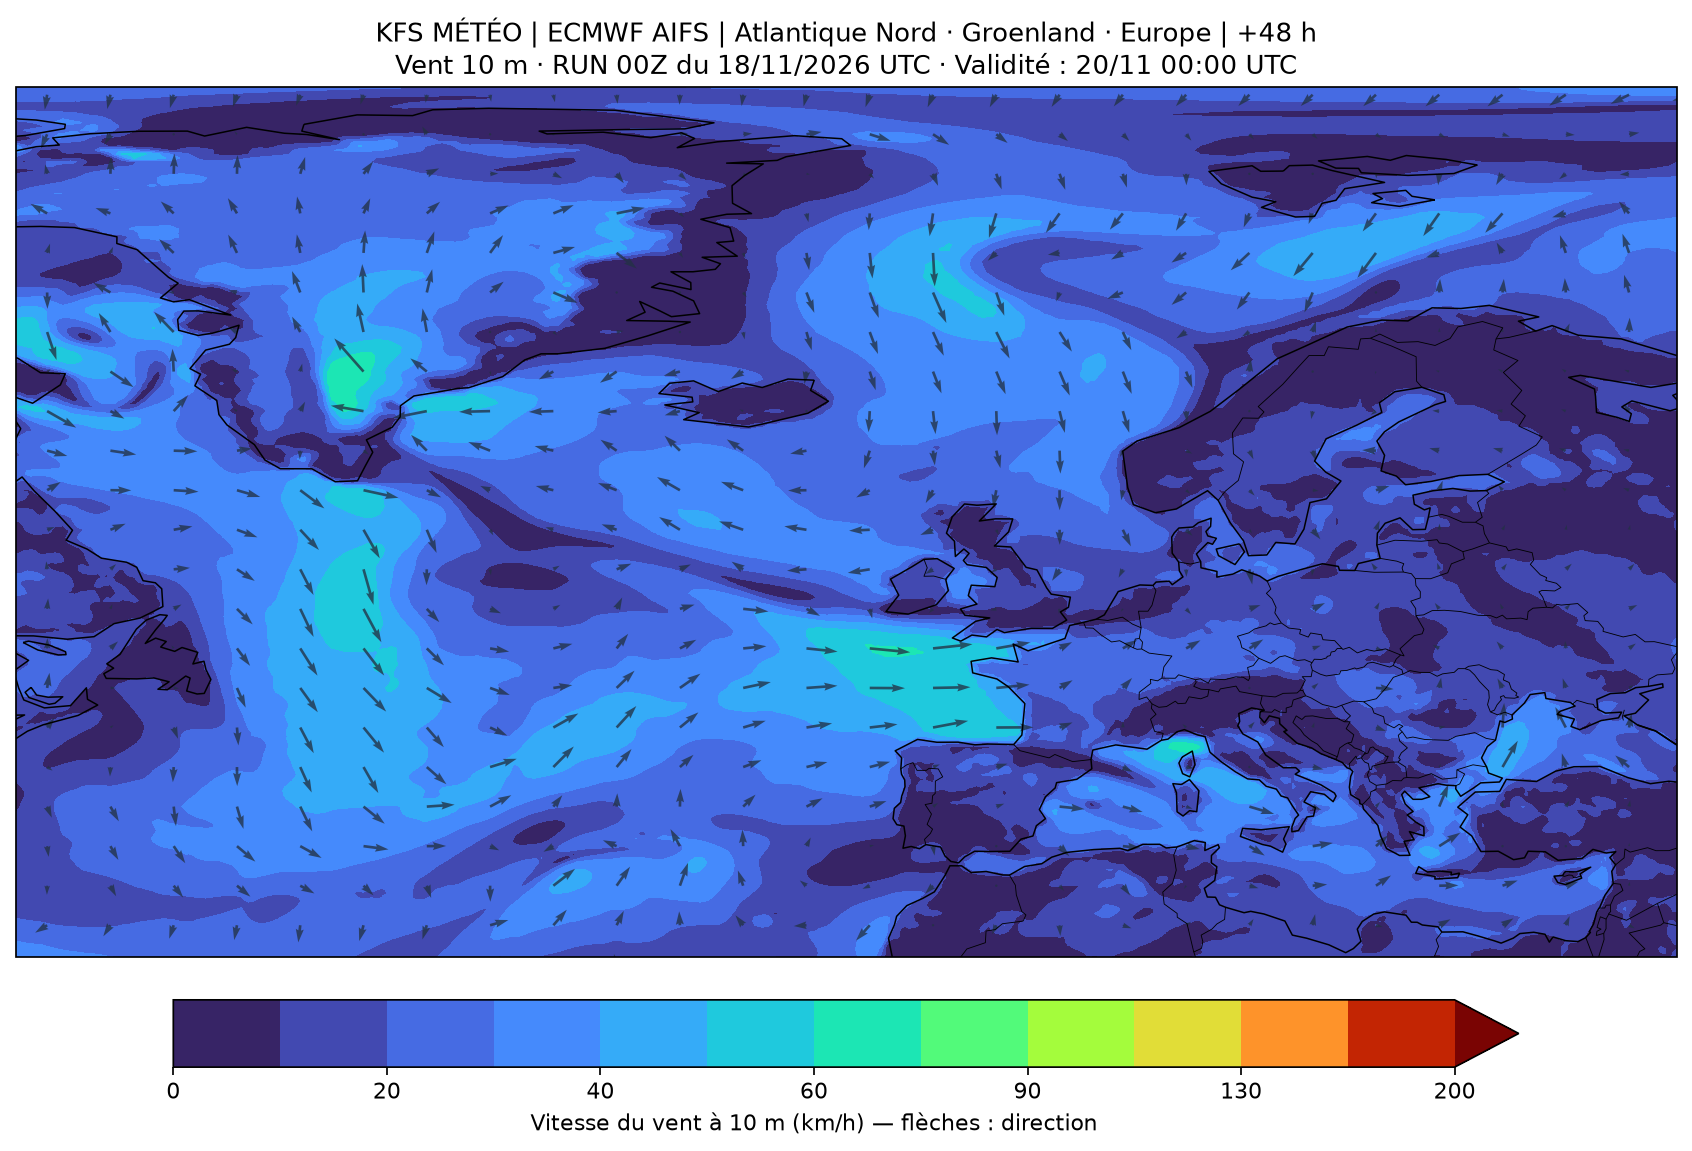 KFS MÉTÉO | ECMWF AIFS | Atlantique Nord · Groenland · Europe | +48 h
Vent 10 m · RUN 00Z du 18/11/2026 UTC · Validité : 20/11 00:00 UTC
0 20 40 60 90 130 200
Vitesse du vent à 10 m (km/h) — flèches : direction